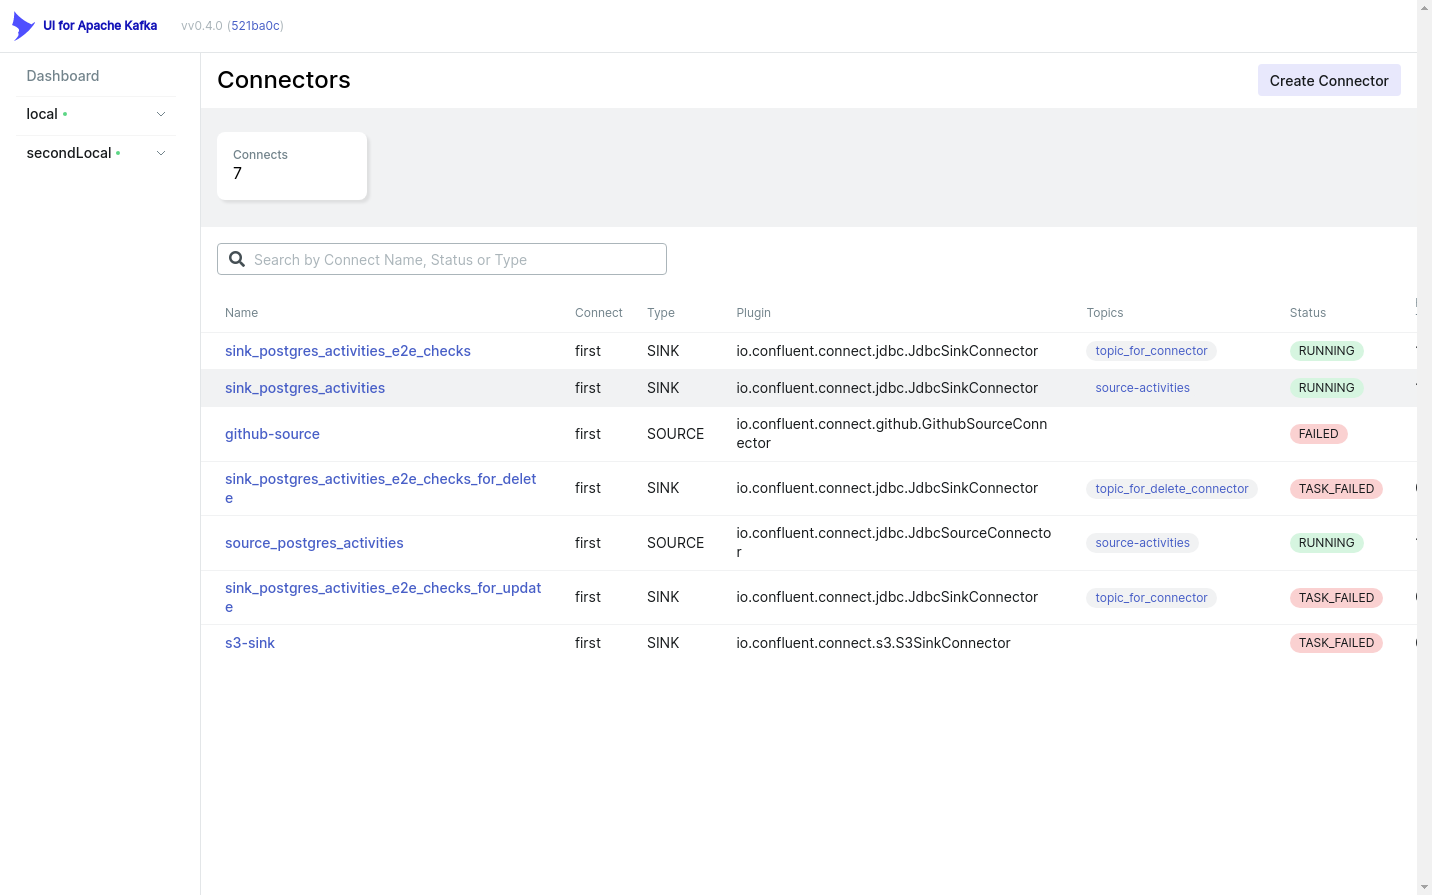 UI for Apache Kafka vv0.4.0 (521ba0c)
Dashboard
local
secondLocal
Connectors
Create Connector
Connects
7
Search by Connect Name, Status or Type
Name Connect Type Plugin Topics Status
sink_postgres_activities_e2e_checks first SINK io.confluent.connect.jdbc.JdbcSinkConnector topic_for_connector RUNNING
sink_postgres_activities first SINK io.confluent.connect.jdbc.JdbcSinkConnector source-activities RUNNING
github-source first SOURCE io.confluent.connect.github.GithubSourceConn
ector FAILED
sink_postgres_activities_e2e_checks_for_delet
e first SINK io.confluent.connect.jdbc.JdbcSinkConnector topic_for_delete_connector TASK_FAILED
source_postgres_activities first SOURCE io.confluent.connect.jdbc.JdbcSourceConnecto
r source-activities RUNNING
sink_postgres_activities_e2e_checks_for_updat
e first SINK io.confluent.connect.jdbc.JdbcSinkConnector topic_for_connector TASK_FAILED
s3-sink first SINK io.confluent.connect.s3.S3SinkConnector TASK_FAILED